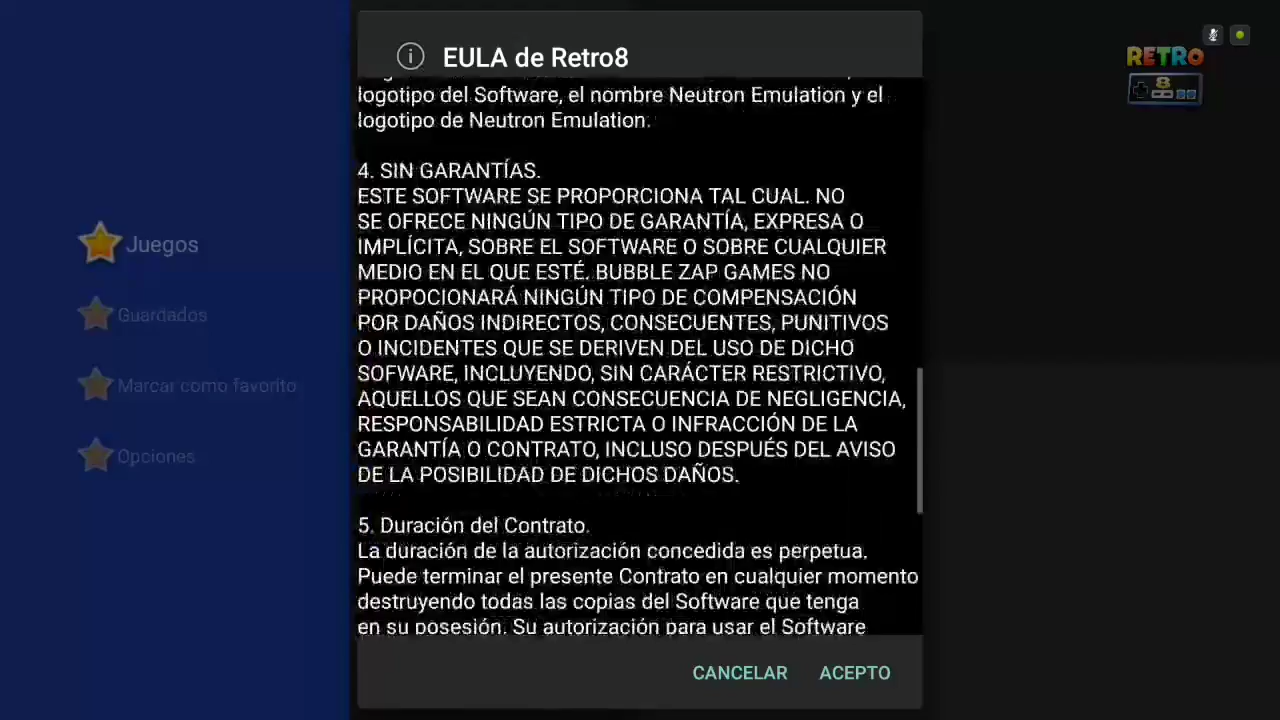 EULA de Retro8
RETRO
8
logotipo del Software, el nombre Neutron Emulation y el
logotipo de Neutron Emulation.
4. SIN GARANTÍAS.
ESTE SOFTWARE SE PROPORCIONA TAL CUAL. NO
SE OFRECE NINGÚN TIPO DE GARANTÍA, EXPRESA O
IMPLÍCITA, SOBRE EL SOFTWARE O SOBRE CUALQUIER
MEDIO EN EL QUE ESTÉ. BUBBLE ZAP GAMES NO
PROPOCIONARÁ NINGÚN TIPO DE COMPENSACIÓN
POR DAÑOS INDIRECTOS, CONSECUENTES, PUNITIVOS
O INCIDENTES QUE SE DERIVEN DEL USO DE DICHO
SOFWARE, INCLUYENDO, SIN CARÁCTER RESTRICTIVO,
AQUELLOS QUE SEAN CONSECUENCIA DE NEGLIGENCIA,
RESPONSABILIDAD ESTRICTA O INFRACCIÓN DE LA
GARANTÍA O CONTRATO, INCLUSO DESPUÉS DEL AVISO
DE LA POSIBILIDAD DE DICHOS DAÑOS.
5. Duración del Contrato.
La duración de la autorización concedida es perpetua.
Puede terminar el presente Contrato en cualquier momento
destruyendo todas las copias del Software que tenga
en su posesión. Su autorización para usar el Software
Juegos
Guardados
Marcar como favorito
Opciones
CANCELAR
ACEPTO